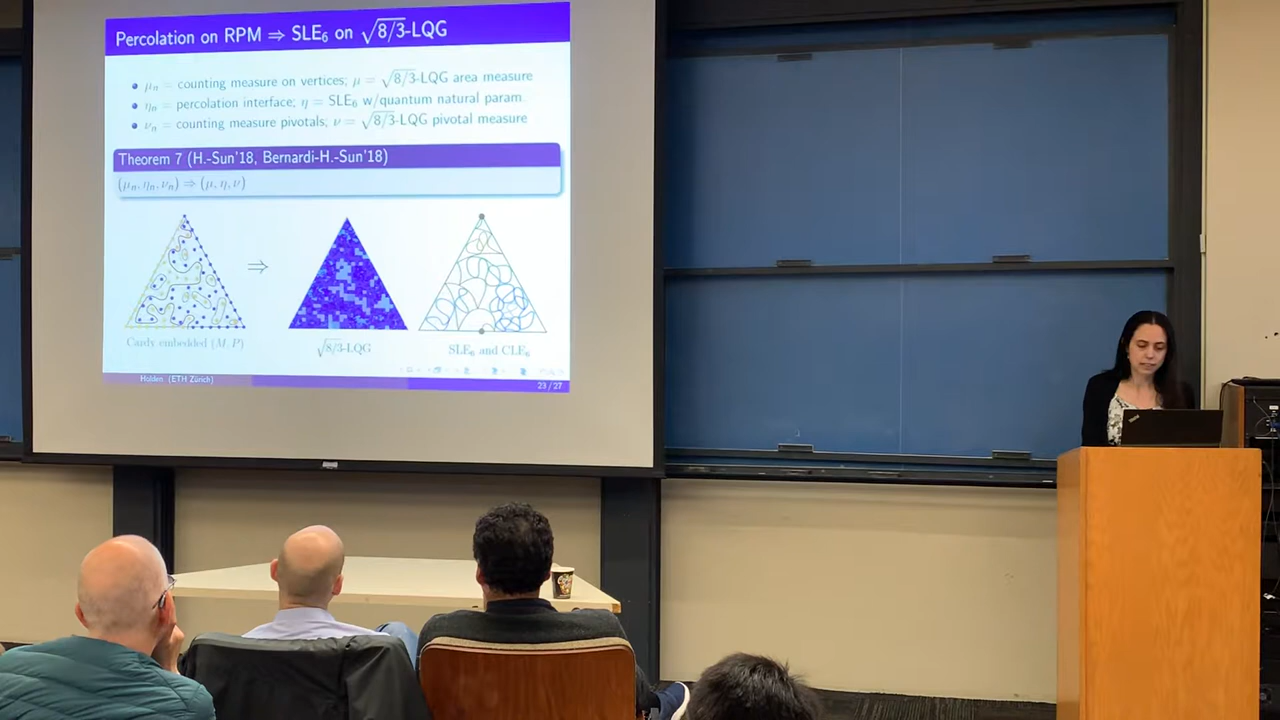 Percolation on RPM ⇒ SLE₆ on √8/3-LQG
μₙ = counting measure on vertices; μ = √8/3-LQG area measure
ηₙ = percolation interface; η = SLE₆ w/quantum natural param.
νₙ = counting measure pivotals; ν = √8/3-LQG pivotal measure
Theorem 7 (H.-Sun'18, Bernardi-H.-Sun'18)
(μₙ, ηₙ, νₙ) ⇒ (μ, η, ν)
⇒
Cardy embedded (M, P)
√8/3-LQG
SLE₆ and CLE₆
Holden (ETH Zürich)
23 / 27